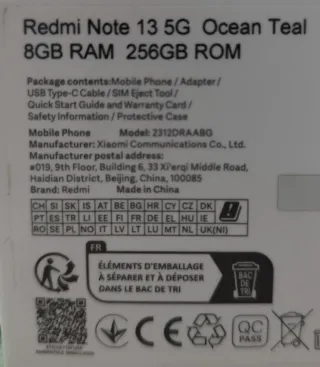 Redmi Note 13 5G Ocean Teal
8GB RAM 256GB ROM
Package contents:Mobile Phone / Adapter /
USB Type-C Cable / SIM Eject Tool /
Quick Start Guide and Warranty Card /
Safety Information / Protective Case
Mobile Phone Model: 2312DRAABG
Manufacturer: Xiaomi Communications Co., Ltd.
Manufacturer postal address:
#019, 9th Floor, Building 6, 33 Xi'erqi Middle Road,
Haidian District, Beijing, China, 100085
Brand: Redmi Made in China
CH SI SK IS AT BE BG HR CY CZ DK
PT ES TR LI EE FI FR DE EL HU IE
RO SE PL NO IT LV LT LU MT NL UK(NI)
FR
ÉLÉMENTS D'EMBALLAGE
À SÉPARER ET À DÉPOSER
DANS LE BAC DE TRI
BAC
DE
TRI
CE
QC
PASS